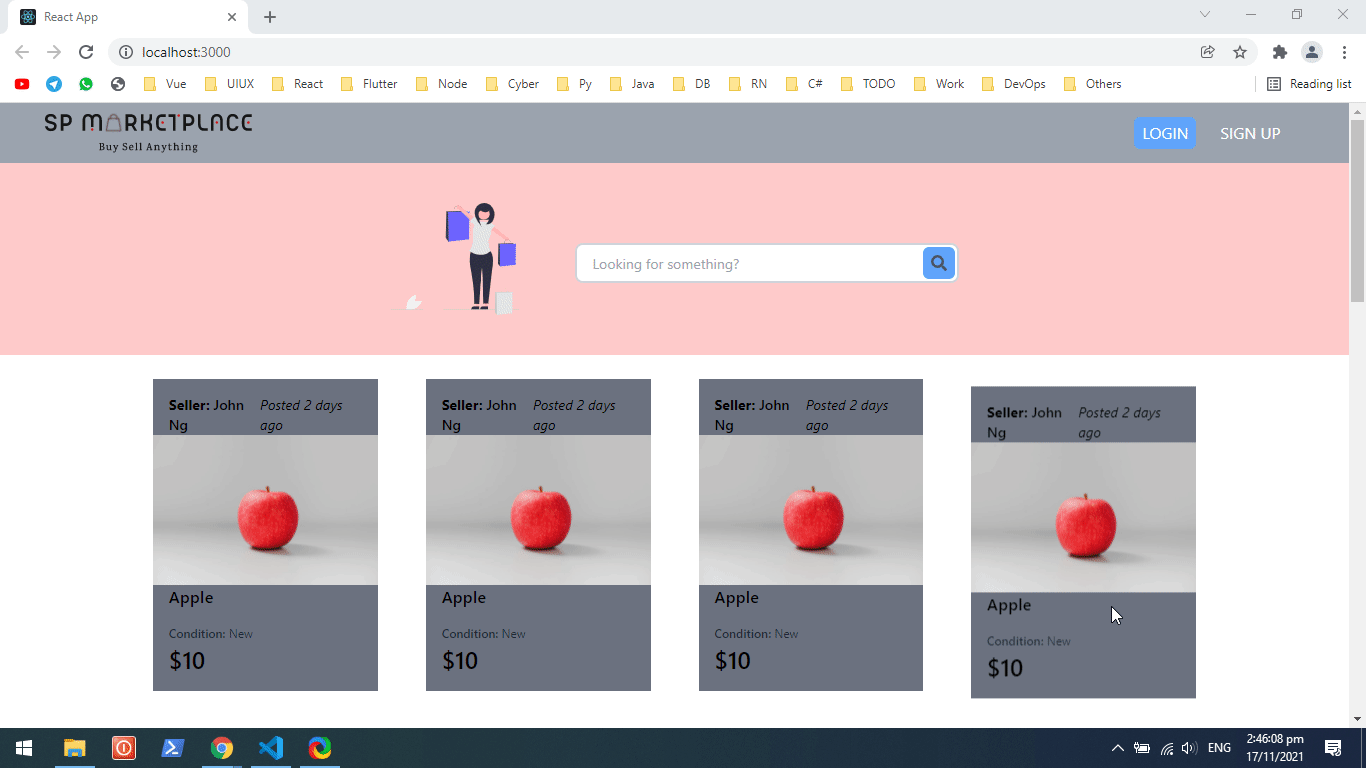 React App
localhost:3000
Vue UIUX React Flutter Node Cyber Py Java DB RN C# TODO Work DevOps Others Reading list
SP MARKETPLACE
Buy Sell Anything
LOGIN SIGN UP
Looking for something?
Seller: John Ng Posted 2 days ago
Apple
Condition: New
$10
Seller: John Ng Posted 2 days ago
Apple
Condition: New
$10
Seller: John Ng Posted 2 days ago
Apple
Condition: New
$10
Seller: John Ng Posted 2 days ago
Apple
Condition: New
$10
ENG
2:46:08 pm
17/11/2021